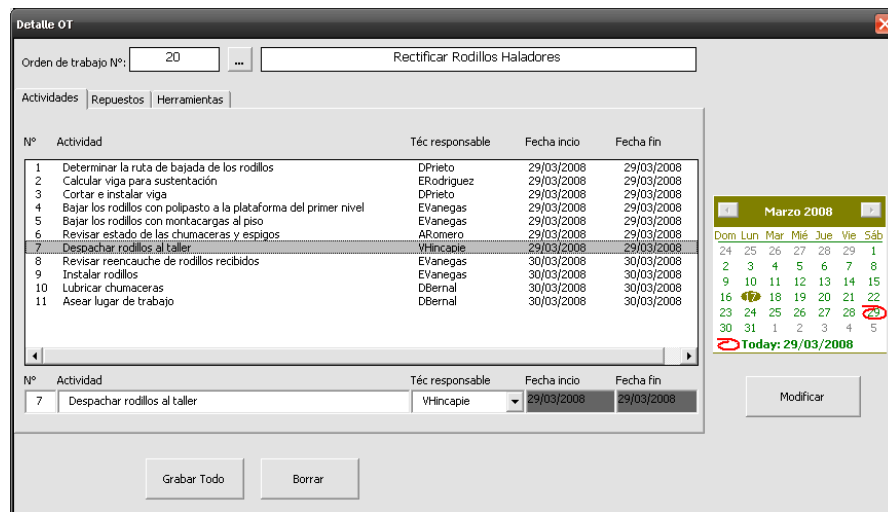 Detalle OT
Orden de trabajo Nº: 20 ... Rectificar Rodillos Haladores
Actividades Repuestos Herramientas
Nº Actividad Téc responsable Fecha incio Fecha fin
1 Determinar la ruta de bajada de los rodillos DPrieto 29/03/2008 29/03/2008
2 Calcular viga para sustentación ERodriguez 29/03/2008 29/03/2008
3 Cortar e instalar viga DPrieto 29/03/2008 29/03/2008
4 Bajar los rodillos con polipasto a la plataforma del primer nivel EVanegas 29/03/2008 29/03/2008
5 Bajar los rodillos con montacargas al piso EVanegas 29/03/2008 29/03/2008
6 Revisar estado de las chumaceras y espigos ARomero 29/03/2008 29/03/2008
7 Despachar rodillos al taller VHincapie 29/03/2008 29/03/2008
8 Revisar reencauche de rodillos recibidos EVanegas 30/03/2008 30/03/2008
9 Instalar rodillos EVanegas 30/03/2008 30/03/2008
10 Lubricar chumaceras DBernal 30/03/2008 30/03/2008
11 Asear lugar de trabajo DBernal 30/03/2008 30/03/2008
Nº Actividad Téc responsable Fecha incio Fecha fin
7 Despachar rodillos al taller VHincapie 29/03/2008 29/03/2008
Marzo 2008
Dom Lun Mar Mié Jue Vie Sáb
24 25 26 27 28 29 1
2 3 4 5 6 7 8
9 10 11 12 13 14 15
16 17 18 19 20 21 22
23 24 25 26 27 28 29
30 31 1 2 3 4 5
Today: 29/03/2008
Modificar
Grabar Todo Borrar